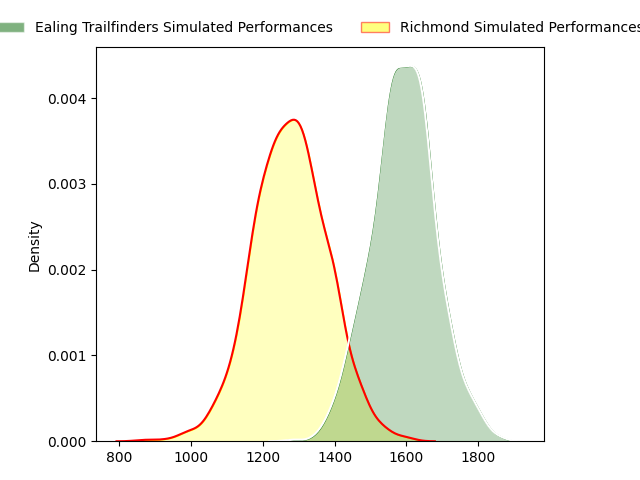 Ealing Trailfinders Simulated Performances Richmond Simulated Performances
0.004
0.003
0.002
0.001
0.000
Density
800 1000 1200 1400 1600 1800